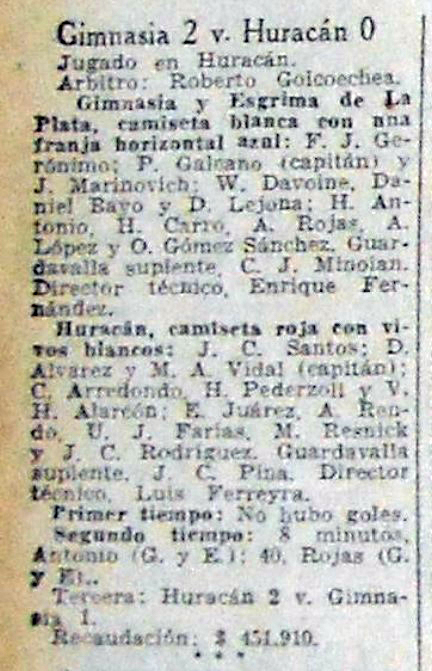 Gimnasia 2 v. Huracán 0
Jugado en Huracán.
Arbitro: Roberto Goicoechea.
Gimnasia y Esgrima de La
Plata, camiseta blanca con una
franja horizontal azul: F. J. Ge-
rónimo; P. Galeano (capitán) y
J. Marinovich; W. Davoine, Da-
niel Bayo y D. Lejona; H. An-
tonio, H. Carro, A. Rojas, A.
López y O. Gómez Sánchez. Guar-
davalla suplente, C. J. Minoian.
Director técnico, Enrique Fer-
nández.
Huracán, camiseta roja con vi-
vos blancos: J. C. Santos; D.
Alvarez y M. A. Vidal (capitán);
C. Arredondo, H. Pederzoli y V.
H. Alarcón; E. Juárez, A. Ren-
do, U. J. Farías, M. Resnick
y J. C. Rodríguez. Guardavalla
suplente, J. C. Pina. Director
técnico, Luis Ferreyra.
Primer tiempo: No hubo goles.
Segundo tiempo: 8 minutos,
Antonio (G. y E.); 40, Rojas (G.
y E)..
Tercera: Huracán 2 v. Gimna-
sia 1.
Recaudación: $ 451.910.
* * *